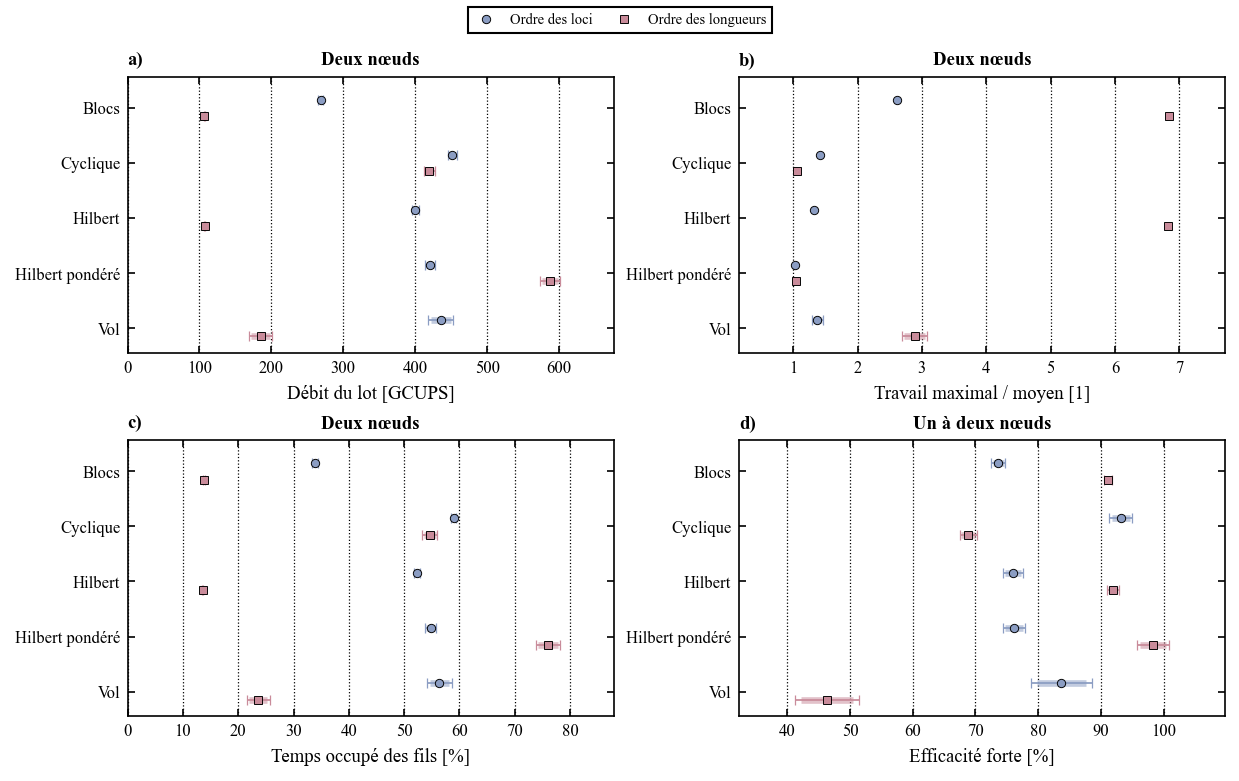 Ordre des loci Ordre des longueurs
a) Deux nœuds
Blocs
Cyclique
Hilbert
Hilbert pondéré
Vol
0 100 200 300 400 500 600
Débit du lot [GCUPS]
b) Deux nœuds
Blocs
Cyclique
Hilbert
Hilbert pondéré
Vol
1 2 3 4 5 6 7
Travail maximal / moyen [1]
c) Deux nœuds
Blocs
Cyclique
Hilbert
Hilbert pondéré
Vol
0 10 20 30 40 50 60 70 80
Temps occupé des fils [%]
d) Un à deux nœuds
Blocs
Cyclique
Hilbert
Hilbert pondéré
Vol
40 50 60 70 80 90 100
Efficacité forte [%]